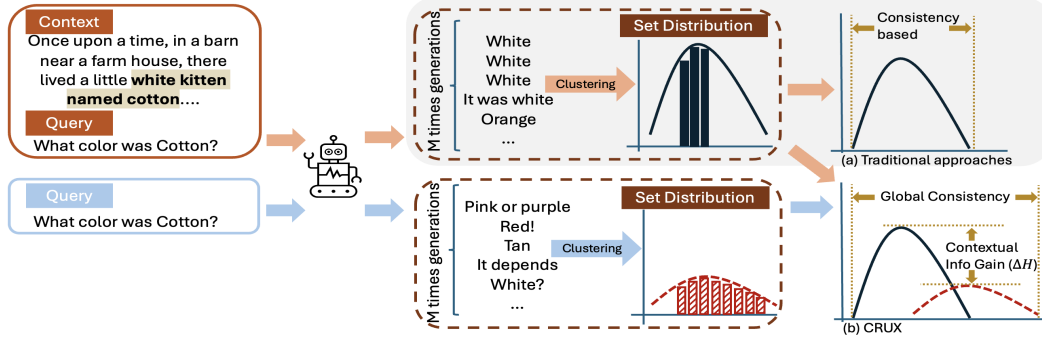 Context
Once upon a time, in a barn
near a farm house, there
lived a little white kitten
named cotton....
Query
What color was Cotton?
Query
What color was Cotton?
M times generations
White
White
White
It was white
Orange
...
Clustering
Set Distribution
Consistency
based
(a) Traditional approaches
M times generations
Pink or purple
Red!
Tan
It depends
White?
...
Clustering
Set Distribution
Global Consistency
Contextual
Info Gain (ΔH)
(b) CRUX